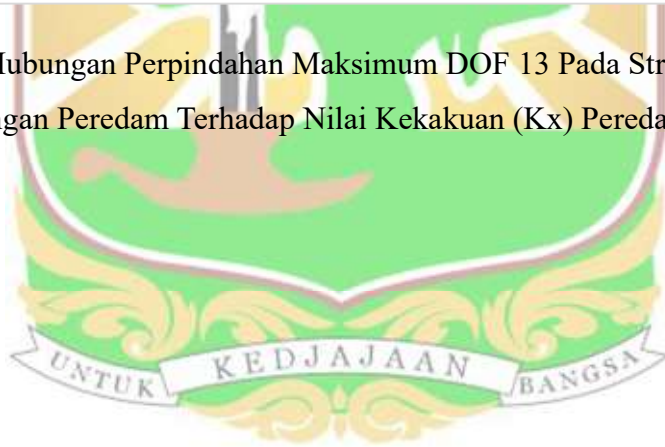 Hubungan Perpindahan Maksimum DOF 13 Pada Str
ngan Peredam Terhadap Nilai Kekakuan (Kx) Pereda
UNTUK KEDJAJAAN BANGSA